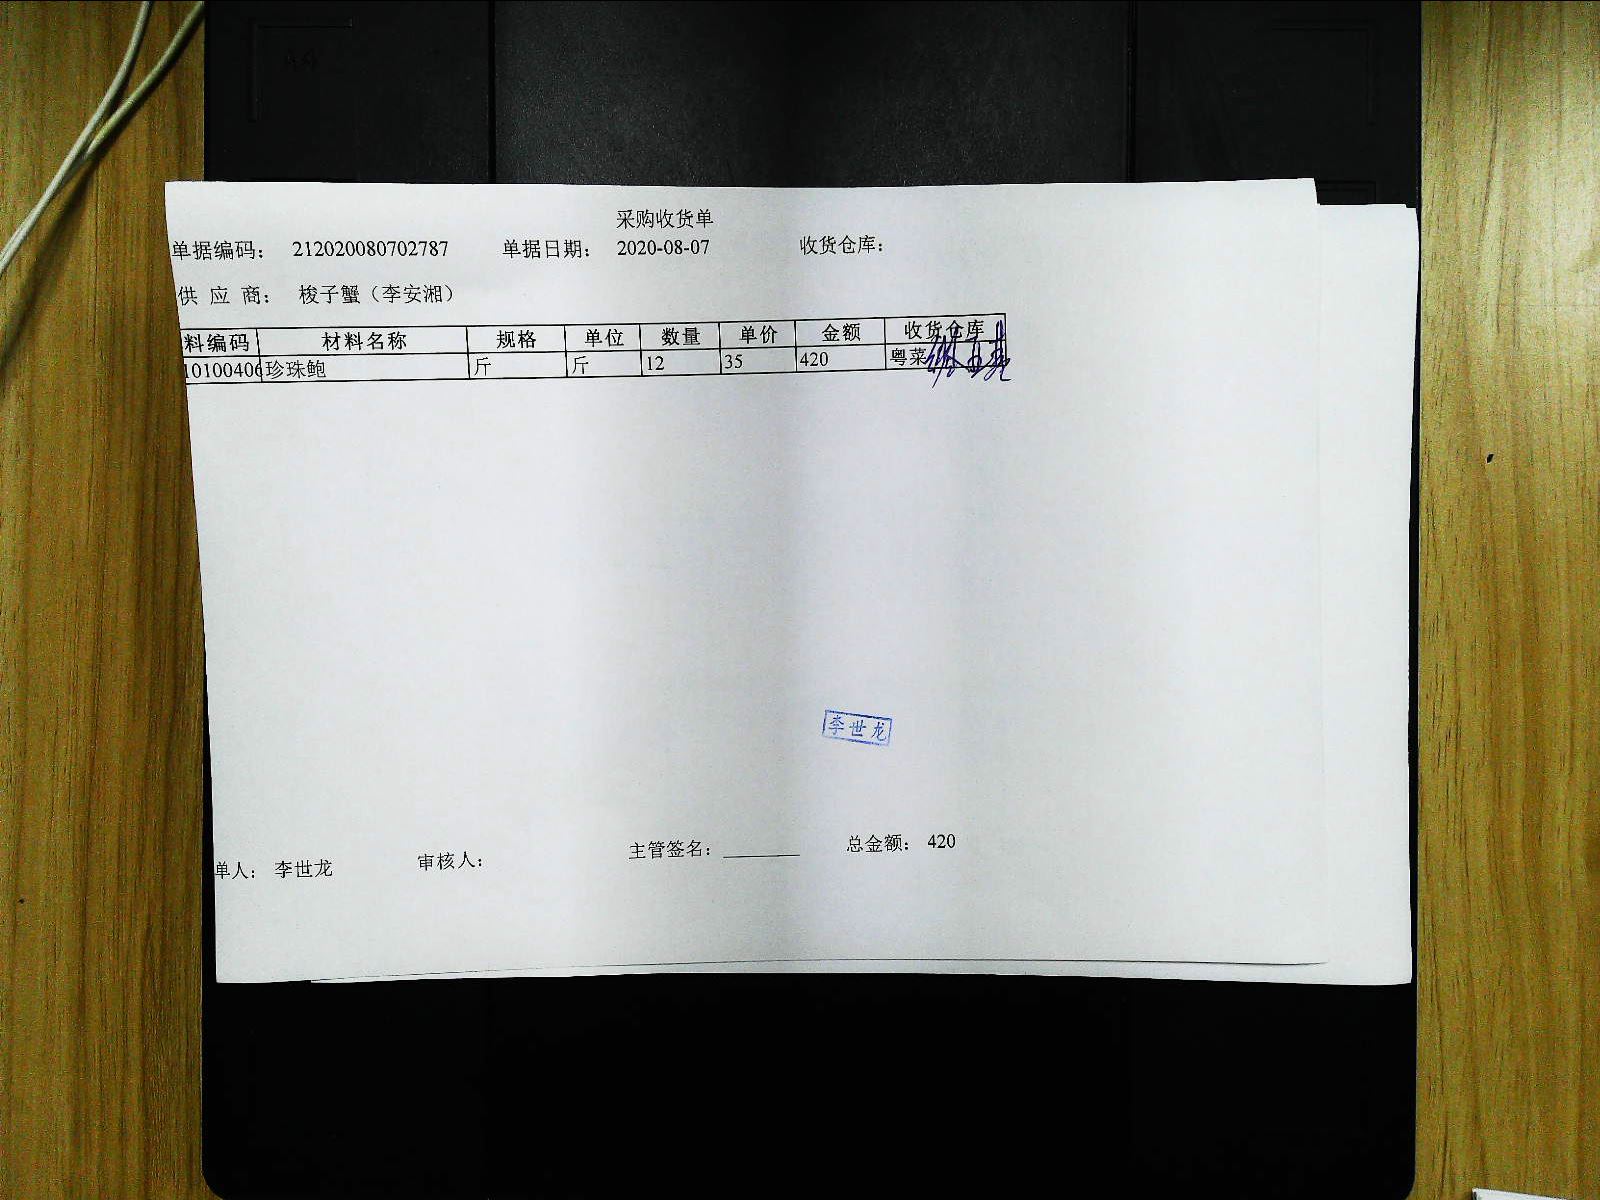 采购收货单
单据编码： 212020080702787 单据日期： 2020-08-07 收货仓库：
供 应 商： 梭子蟹（李安湘）
料编码 材料名称 规格 单位 数量 单价 金额 收货仓库
10100406 珍珠鲍 斤 斤 12 35 420 粤菜
李世龙
单人： 李世龙 审核人： 主管签名：________ 总金额： 420